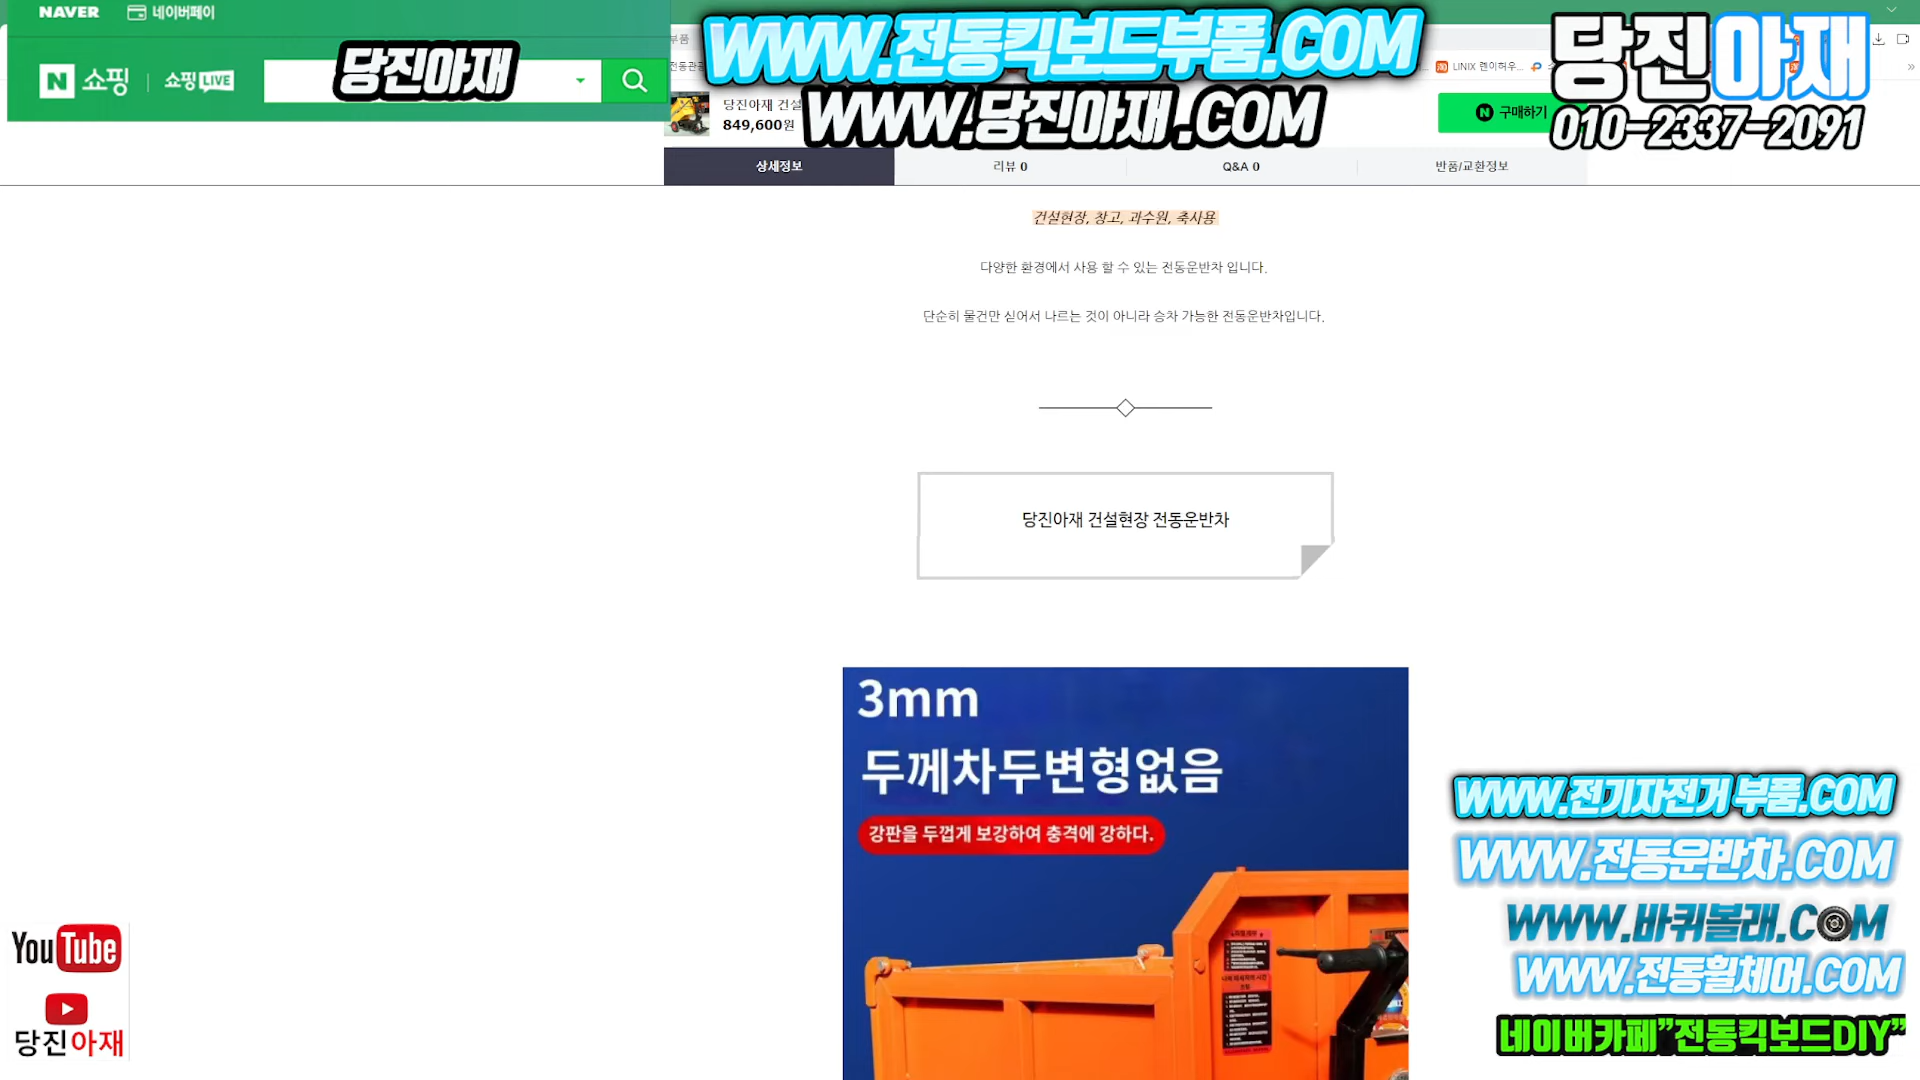 NAVER 네이버페이
N 쇼핑 | 쇼핑LIVE
당진아재
WWW.전동킥보드부품.COM
WWW.당진아재.COM
당진아재
010-2337-2091
부품
전동관
LINIX 렌이허우...
당진아재 건설
849,600원
N 구매하기
상세정보
리뷰 0
Q&A 0
반품/교환정보
건설현장, 창고, 과수원, 축사용
다양한 환경에서 사용 할 수 있는 전동운반차 입니다.
단순히 물건만 싣어서 나르는 것이 아니라 승차 가능한 전동운반차입니다.
당진아재 건설현장 전동운반차
3mm
두께차두변형없음
강판을 두껍게 보강하여 충격에 강하다.
WWW.전기자전거 부품.COM
WWW.전동운반차.COM
WWW.바퀴볼래.COM
WWW.전동휠체어.COM
네이버카페"전동킥보드DIY"
YouTube
당진아재